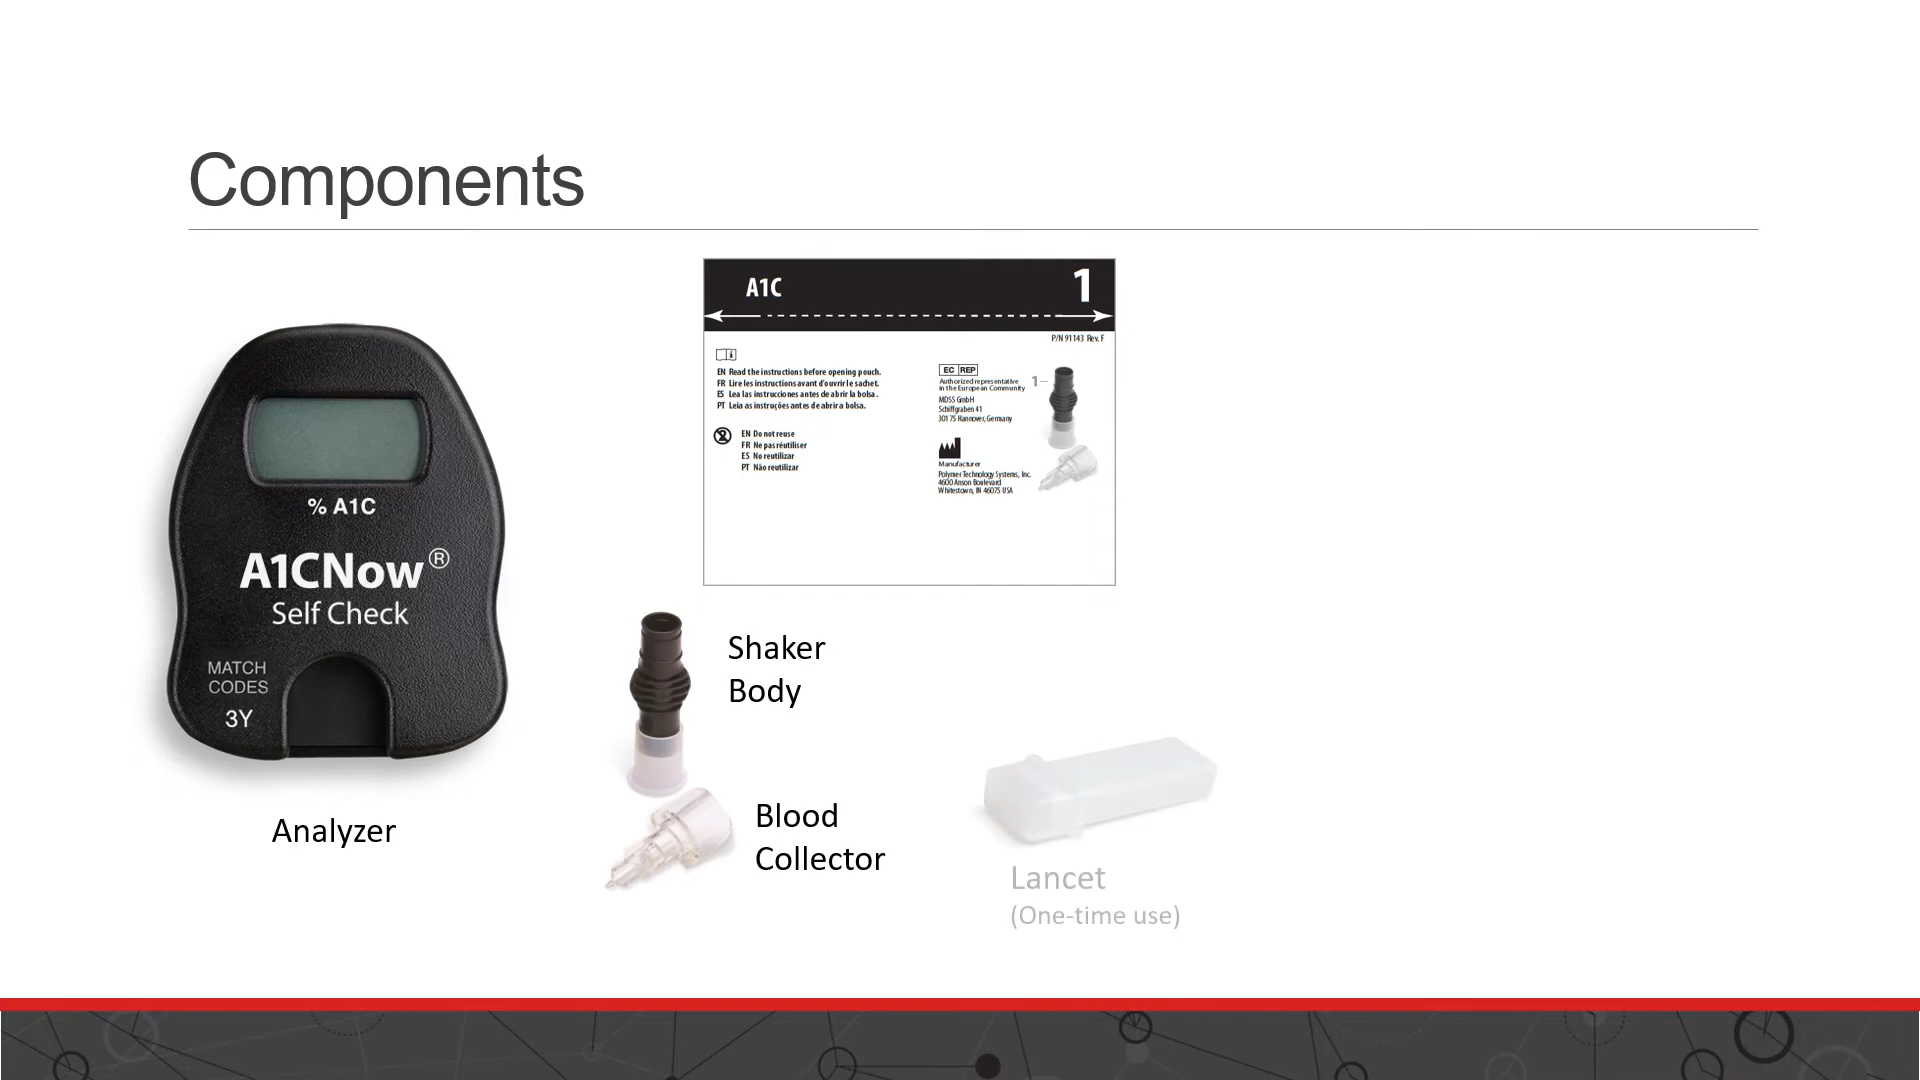 Components
A1C
1
P/N 91143 Rev. F
EN Read the instructions before opening pouch.
FR Lire les instructions avant d'ouvrir le sachet.
ES Lea las instrucciones antes de abrir la bolsa.
PT Leia as instruções antes de abrir a bolsa.
EN Do not reuse
FR Ne pas réutiliser
ES No reutilizar
PT Não reutilizar
EC REP
Authorized representative
in the European Community
MDSS GmbH
Schiffgraben 41
30175 Hannover, Germany
1
Manufacturer
Polymer Technology Systems, Inc.
4600 Anson Boulevard
Whitestown, IN 46075 USA
% A1C
A1CNow®
Self Check
MATCH
CODES
3Y
Analyzer
Shaker
Body
Blood
Collector
Lancet
(One-time use)